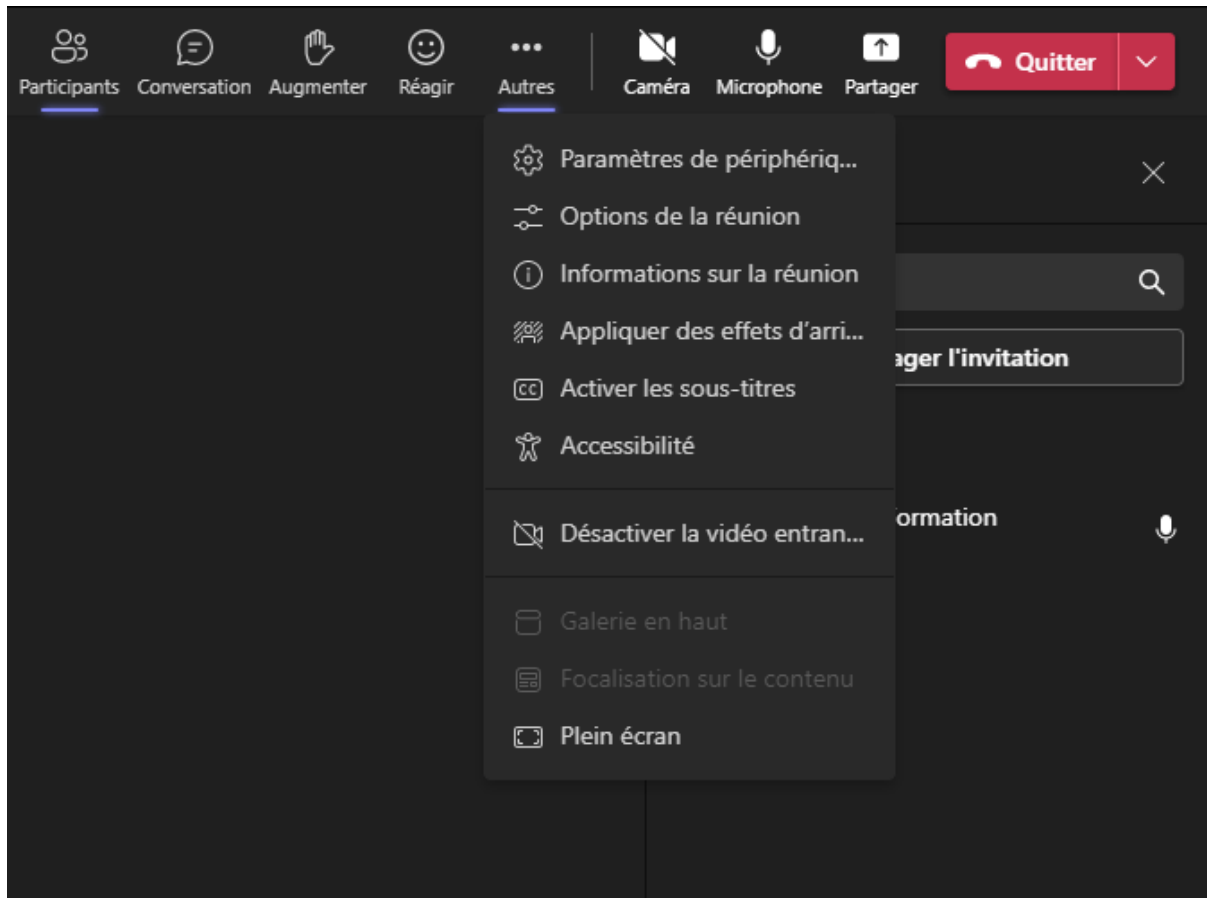 Participants
Conversation
Augmenter
Réagir
Autres
Caméra
Microphone
Partager
Quitter
Paramètres de périphériq...
Options de la réunion
Informations sur la réunion
Appliquer des effets d'arri...
ager l'invitation
Activer les sous-titres
Accessibilité
ormation
Désactiver la vidéo entran...
Galerie en haut
Focalisation sur le contenu
Plein écran